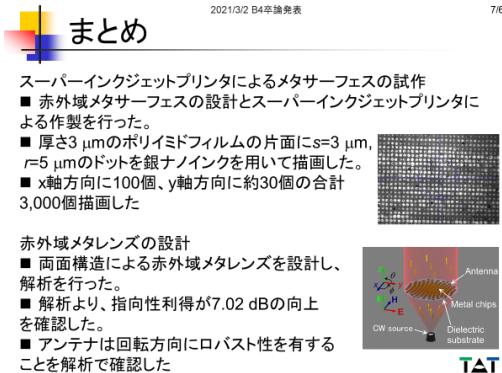 2021/3/2 B4卒論発表
7/6
まとめ
スーパーインクジェットプリンタによるメタサーフェスの試作
■ 赤外域メタサーフェスの設計とスーパーインクジェットプリンタに
よる作製を行った。
■ 厚さ3 μmのポリイミドフィルムの片面にs=3 μm,
r=5 μmのドットを銀ナノインクを用いて描画した。
■ x軸方向に100個、y軸方向に約30個の合計
3,000個描画した
赤外域メタレンズの設計
■ 両面構造による赤外域メタレンズを設計し、
解析を行った。
■ 解析より、指向性利得が7.02 dBの向上
を確認した。
■ アンテナは回転方向にロバスト性を有する
ことを解析で確認した
Antenna
θ
x
y
H
E
Metal chips
CW source
Dielectric
substrate
TAT